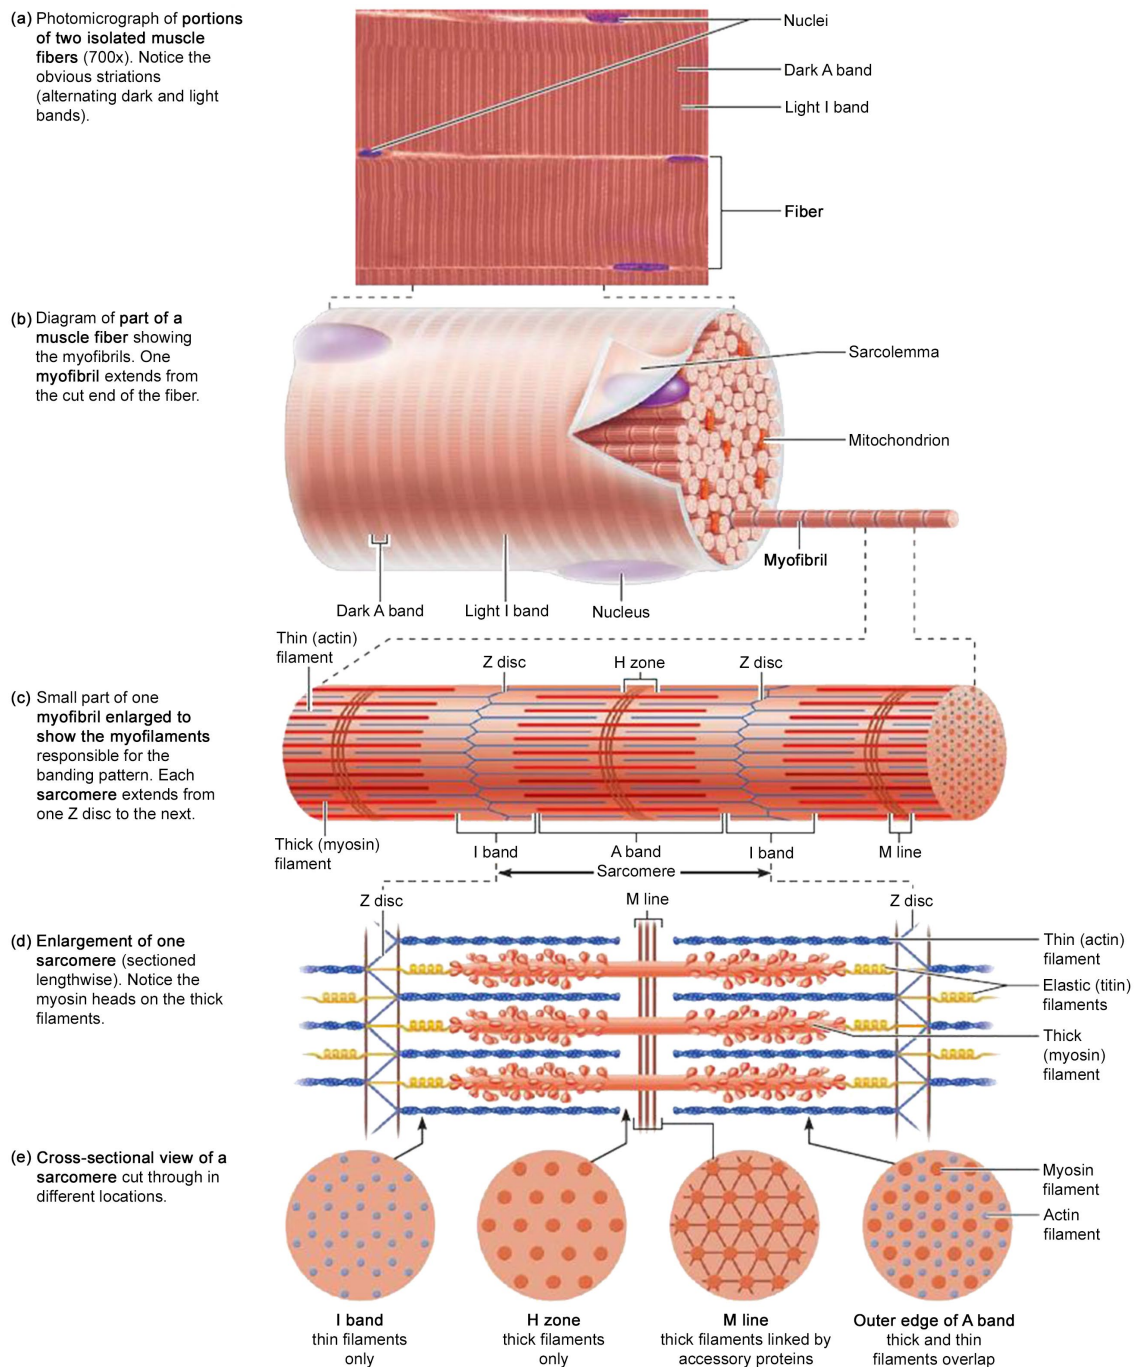 (a) Photomicrograph of portions
of two isolated muscle
fibers (700x). Notice the
obvious striations
(alternating dark and light
bands).
Nuclei
Dark A band
Light I band
Fiber
(b) Diagram of part of a
muscle fiber showing
the myofibrils. One
myofibril extends from
the cut end of the fiber.
Sarcolemma
Mitochondrion
Myofibril
Dark A band
Light I band
Nucleus
Thin (actin)
filament
Z disc
H zone
Z disc
(c) Small part of one
myofibril enlarged to
show the myofilaments
responsible for the
banding pattern. Each
sarcomere extends from
one Z disc to the next.
Thick (myosin)
filament
I band
A band
I band
M line
Sarcomere
Z disc
M line
Z disc
(d) Enlargement of one
sarcomere (sectioned
lengthwise). Notice the
myosin heads on the thick
filaments.
Thin (actin)
filament
Elastic (titin)
filaments
Thick
(myosin)
filament
(e) Cross-sectional view of a
sarcomere cut through in
different locations.
Myosin
filament
Actin
filament
I band
thin filaments
only
H zone
thick filaments
only
M line
thick filaments linked by
accessory proteins
Outer edge of A band
thick and thin
filaments overlap